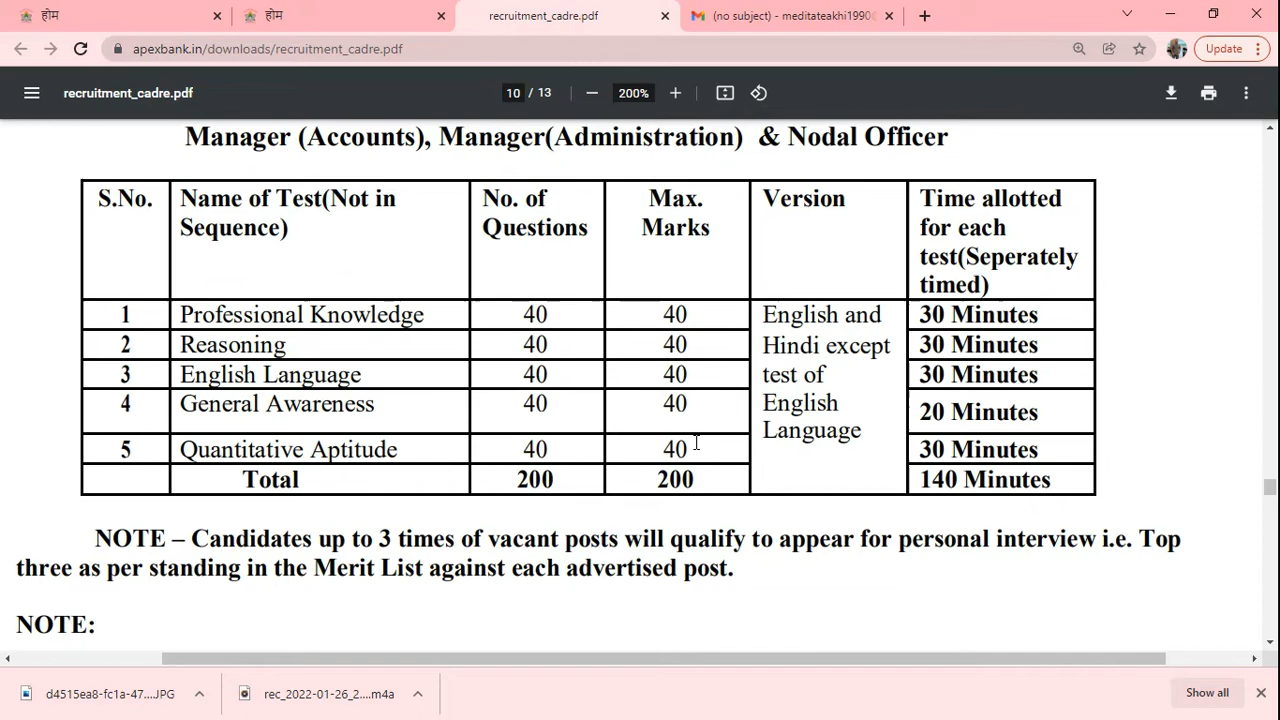 होम
होम
recruitment_cadre.pdf
(no subject) - meditateakhi1990@
apexbank.in/downloads/recruitment_cadre.pdf
Update
recruitment_cadre.pdf
10 / 13
200%
Manager (Accounts), Manager(Administration) & Nodal Officer
S.No.
Name of Test(Not in
Sequence)
No. of
Questions
Max.
Marks
Version
Time allotted
for each
test(Seperately
timed)
1 Professional Knowledge 40 40 English and 30 Minutes
2 Reasoning 40 40 Hindi except 30 Minutes
3 English Language 40 40 test of 30 Minutes
4 General Awareness 40 40 English 20 Minutes
Language
5 Quantitative Aptitude 40 40 30 Minutes
Total 200 200 140 Minutes
NOTE – Candidates up to 3 times of vacant posts will qualify to appear for personal interview i.e. Top
three as per standing in the Merit List against each advertised post.
NOTE:
d4515ea8-fc1a-47....JPG
rec_2022-01-26_2....m4a
Show all